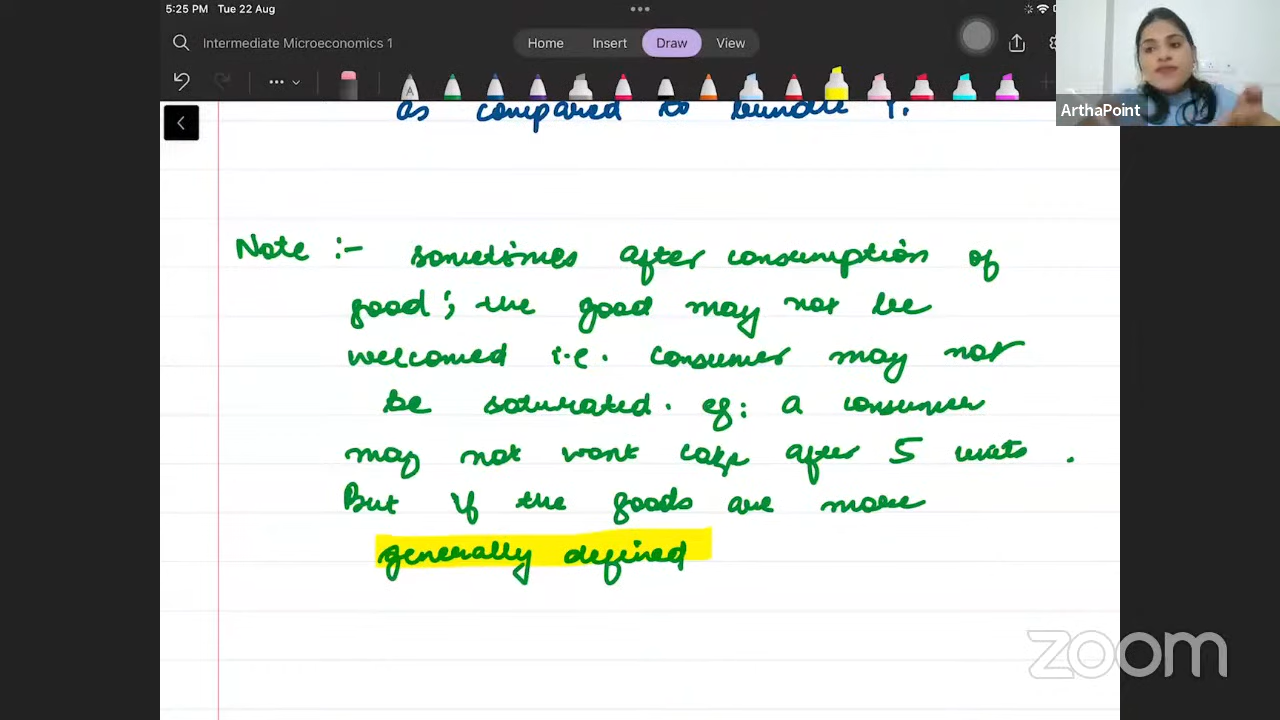 5:25 PM Tue 22 Aug
Intermediate Microeconomics 1
Home Insert Draw View
ArthaPoint
as compared to bundle Y.
Note :- sometimes after consumption of
good ; the good may not be
welcomed i.e. consumer may not
be saturated. eg: a consumer
may not want cake after 5 units .
But if the goods are more
generally defined
zoom